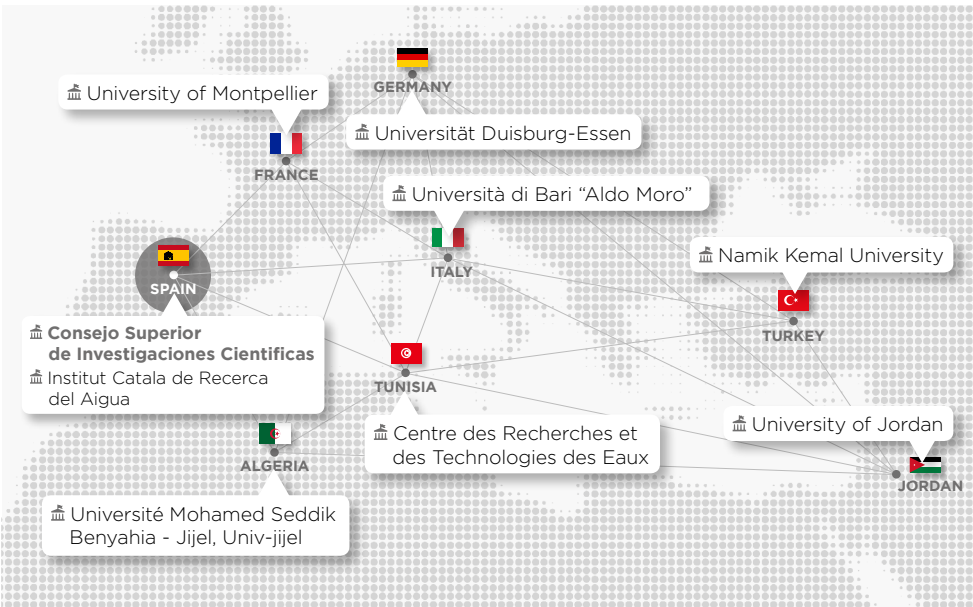 GERMANY
University of Montpellier
Universität Duisburg-Essen
FRANCE
Università di Bari “Aldo Moro”
Namik Kemal University
ITALY
SPAIN
Consejo Superior
de Investigaciones Cientificas
Institut Catala de Recerca
del Aigua
TURKEY
TUNISIA
University of Jordan
Centre des Recherches et
des Technologies des Eaux
ALGERIA
JORDAN
Université Mohamed Seddik
Benyahia - Jijel, Univ-jijel